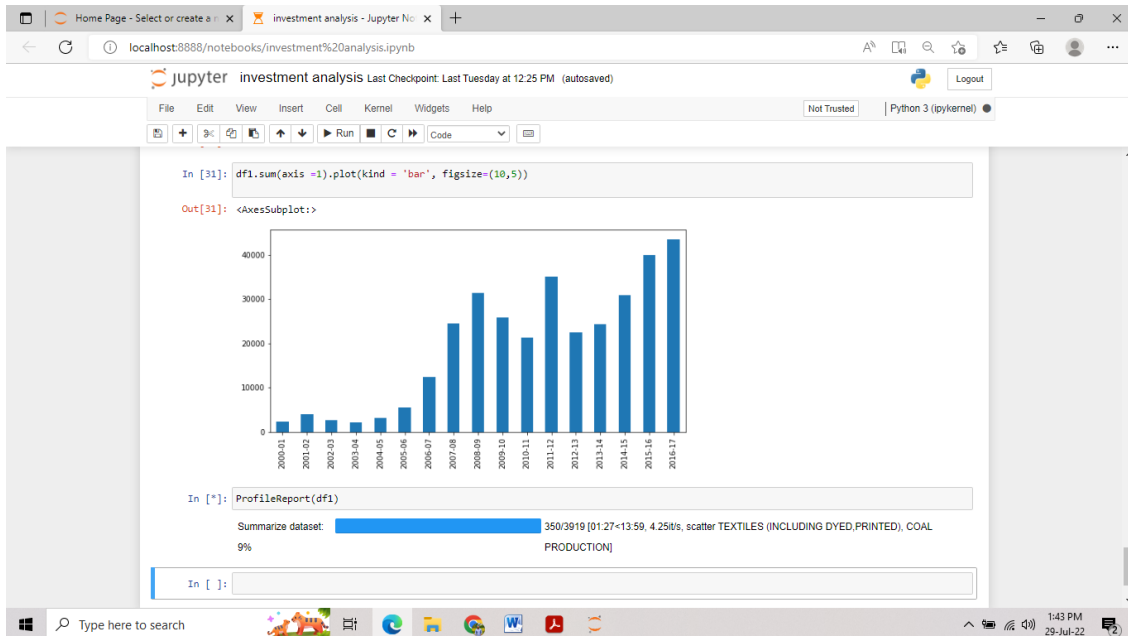 Home Page - Select or create a n
investment analysis - Jupyter No
localhost:8888/notebooks/investment%20analysis.ipynb
jupyter investment analysis Last Checkpoint: Last Tuesday at 12:25 PM (autosaved)
Logout
File Edit View Insert Cell Kernel Widgets Help
Not Trusted
Python 3 (ipykernel)
Run
Code
In [31]: df1.sum(axis =1).plot(kind = 'bar', figsize=(10,5))
Out[31]: <AxesSubplot:>
40000
30000
20000
10000
0
2000-01
2001-02
2002-03
2003-04
2004-05
2005-06
2006-07
2007-08
2008-09
2009-10
2010-11
2011-12
2012-13
2013-14
2014-15
2015-16
2016-17
In [*]: ProfileReport(df1)
Summarize dataset: 350/3919 [01:27<13:59, 4.25it/s, scatter TEXTILES (INCLUDING DYED,PRINTED), COAL
9% PRODUCTION]
In [ ]:
Type here to search
1:43 PM
29-Jul-22
2